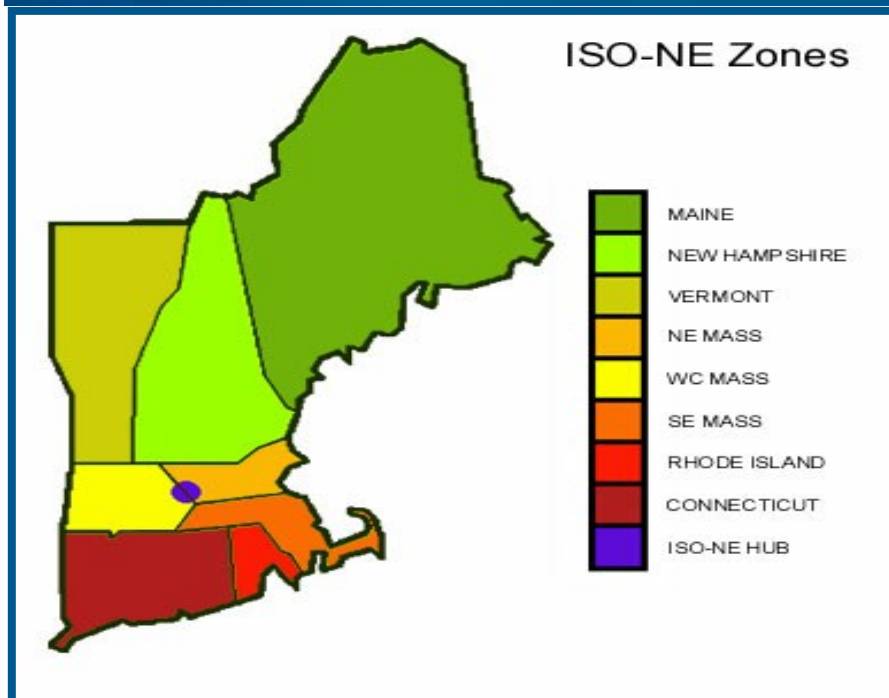 ISO-NE Zones
MAINE
NEW HAMPSHIRE
VERMONT
NE MASS
WC MASS
SE MASS
RHODE ISLAND
CONNECTICUT
ISO-NE HUB